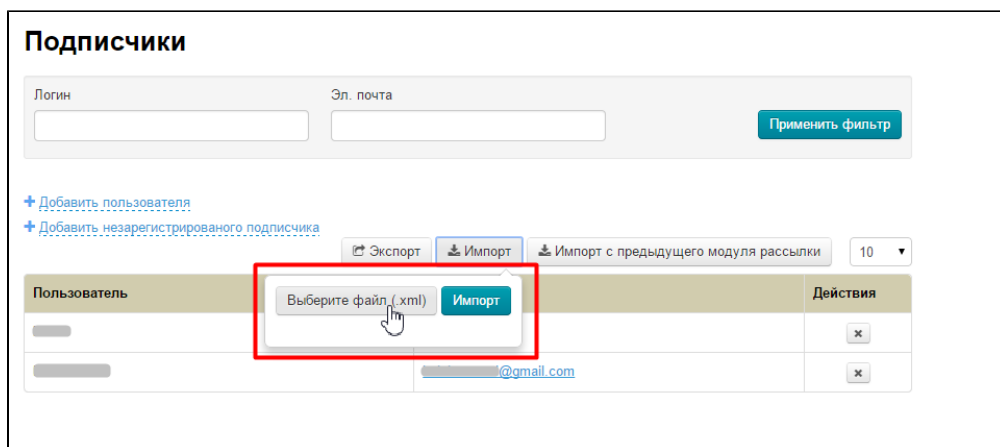 Подписчики
Логин Эл. почта
Применить фильтр
Добавить пользователя
Добавить незарегистрированого подписчика
Экспорт Импорт Импорт с предыдущего модуля рассылки 10
Пользователь Действия
Выберите файл (.xml) Импорт
@gmail.com